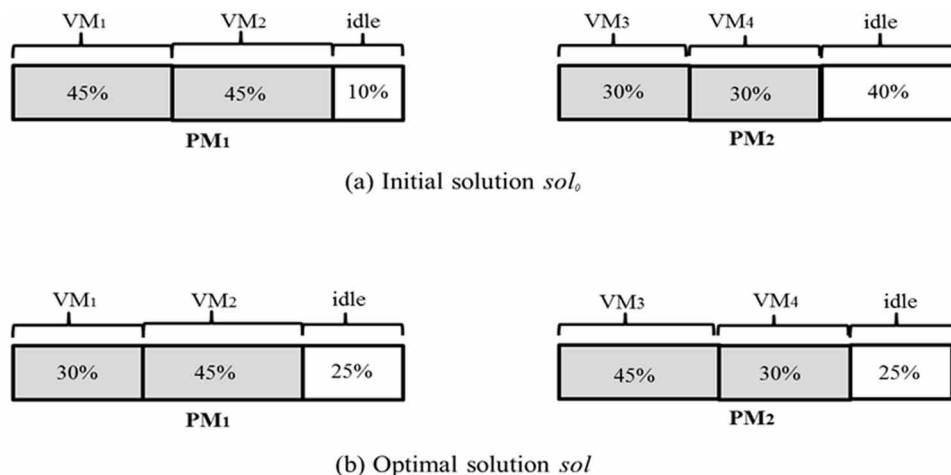 VM₁ VM₂ idle VM₃ VM₄ idle
45% 45% 10% 30% 30% 40%
PM₁ PM₂
(a) Initial solution sol₀
VM₁ VM₂ idle VM₃ VM₄ idle
30% 45% 25% 45% 30% 25%
PM₁ PM₂
(b) Optimal solution sol